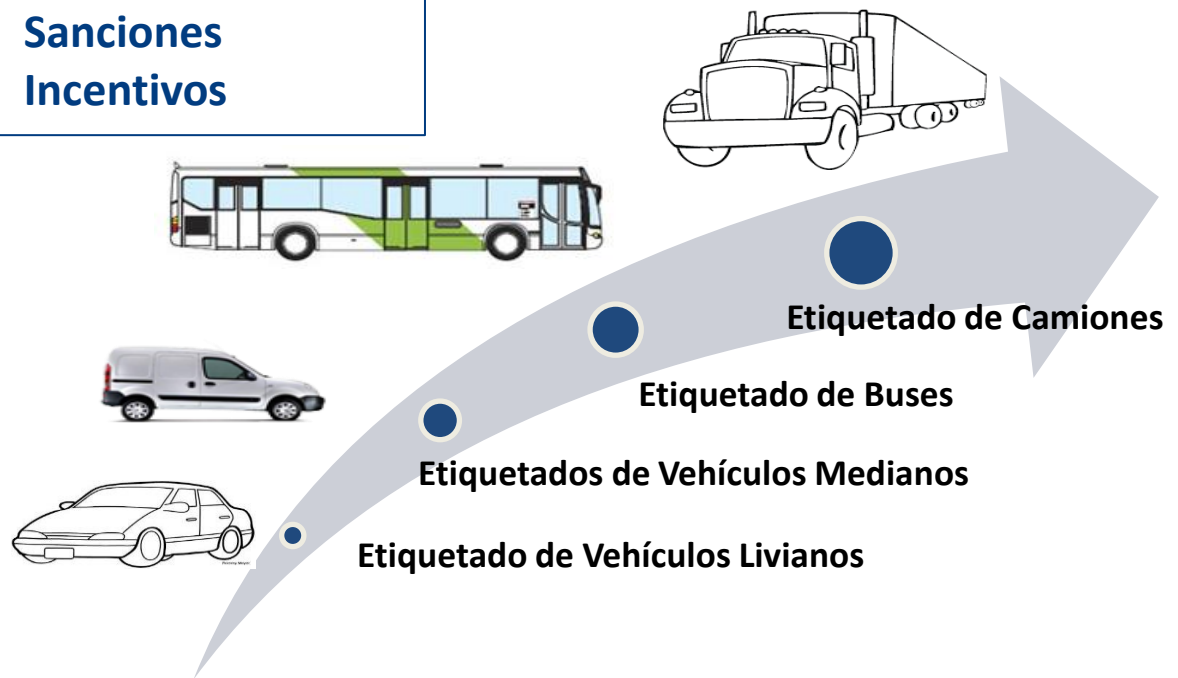 Sanciones
Incentivos
Etiquetado de Camiones
Etiquetado de Buses
Etiquetados de Vehículos Medianos
Etiquetado de Vehículos Livianos